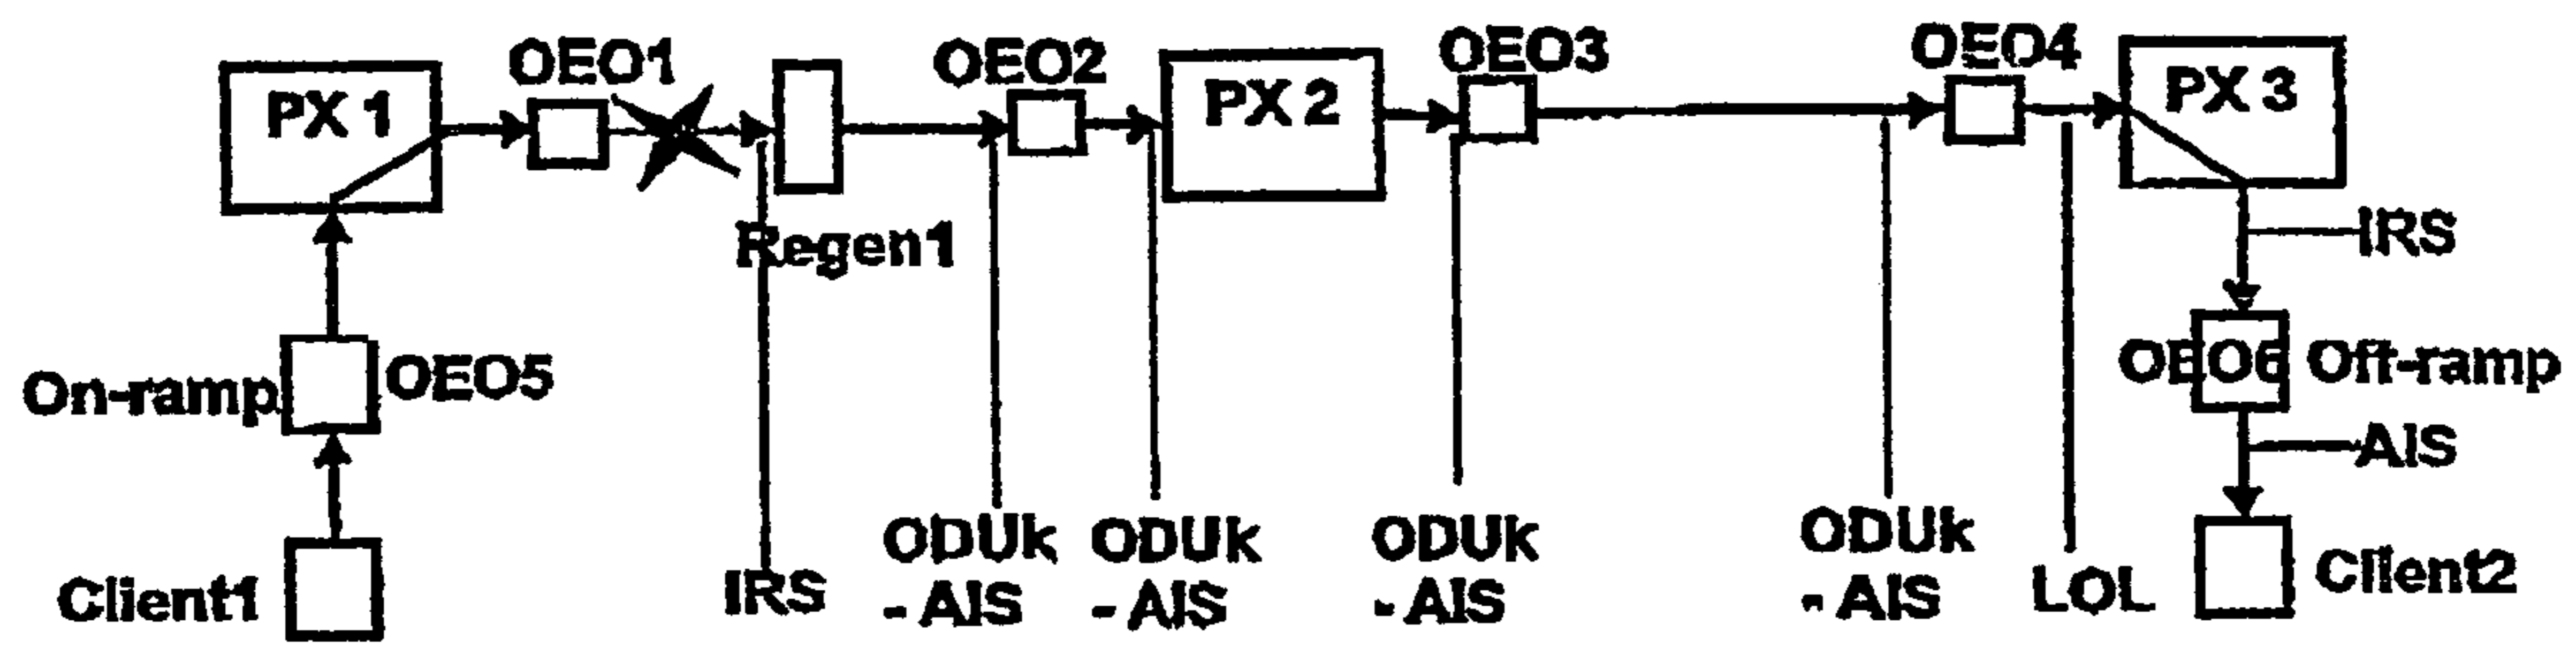 PX 1
OEO1
OEO2
PX 2
OEO3
OEO4
PX 3
Regen1
IRS
On-ramp
OEO5
OEO6
Off-ramp
AIS
Client1
IRS
ODUk
- AIS
ODUk
- AIS
ODUk
- AIS
ODUk
- AIS
LOL
Client2